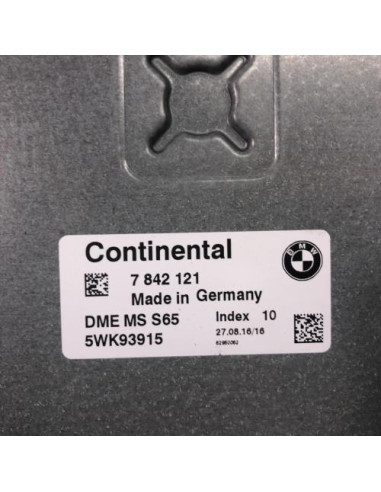 Continental
BMW
7 842 121
Made in Germany
DME MS S65 Index 10
5WK93915 27.08.16/16